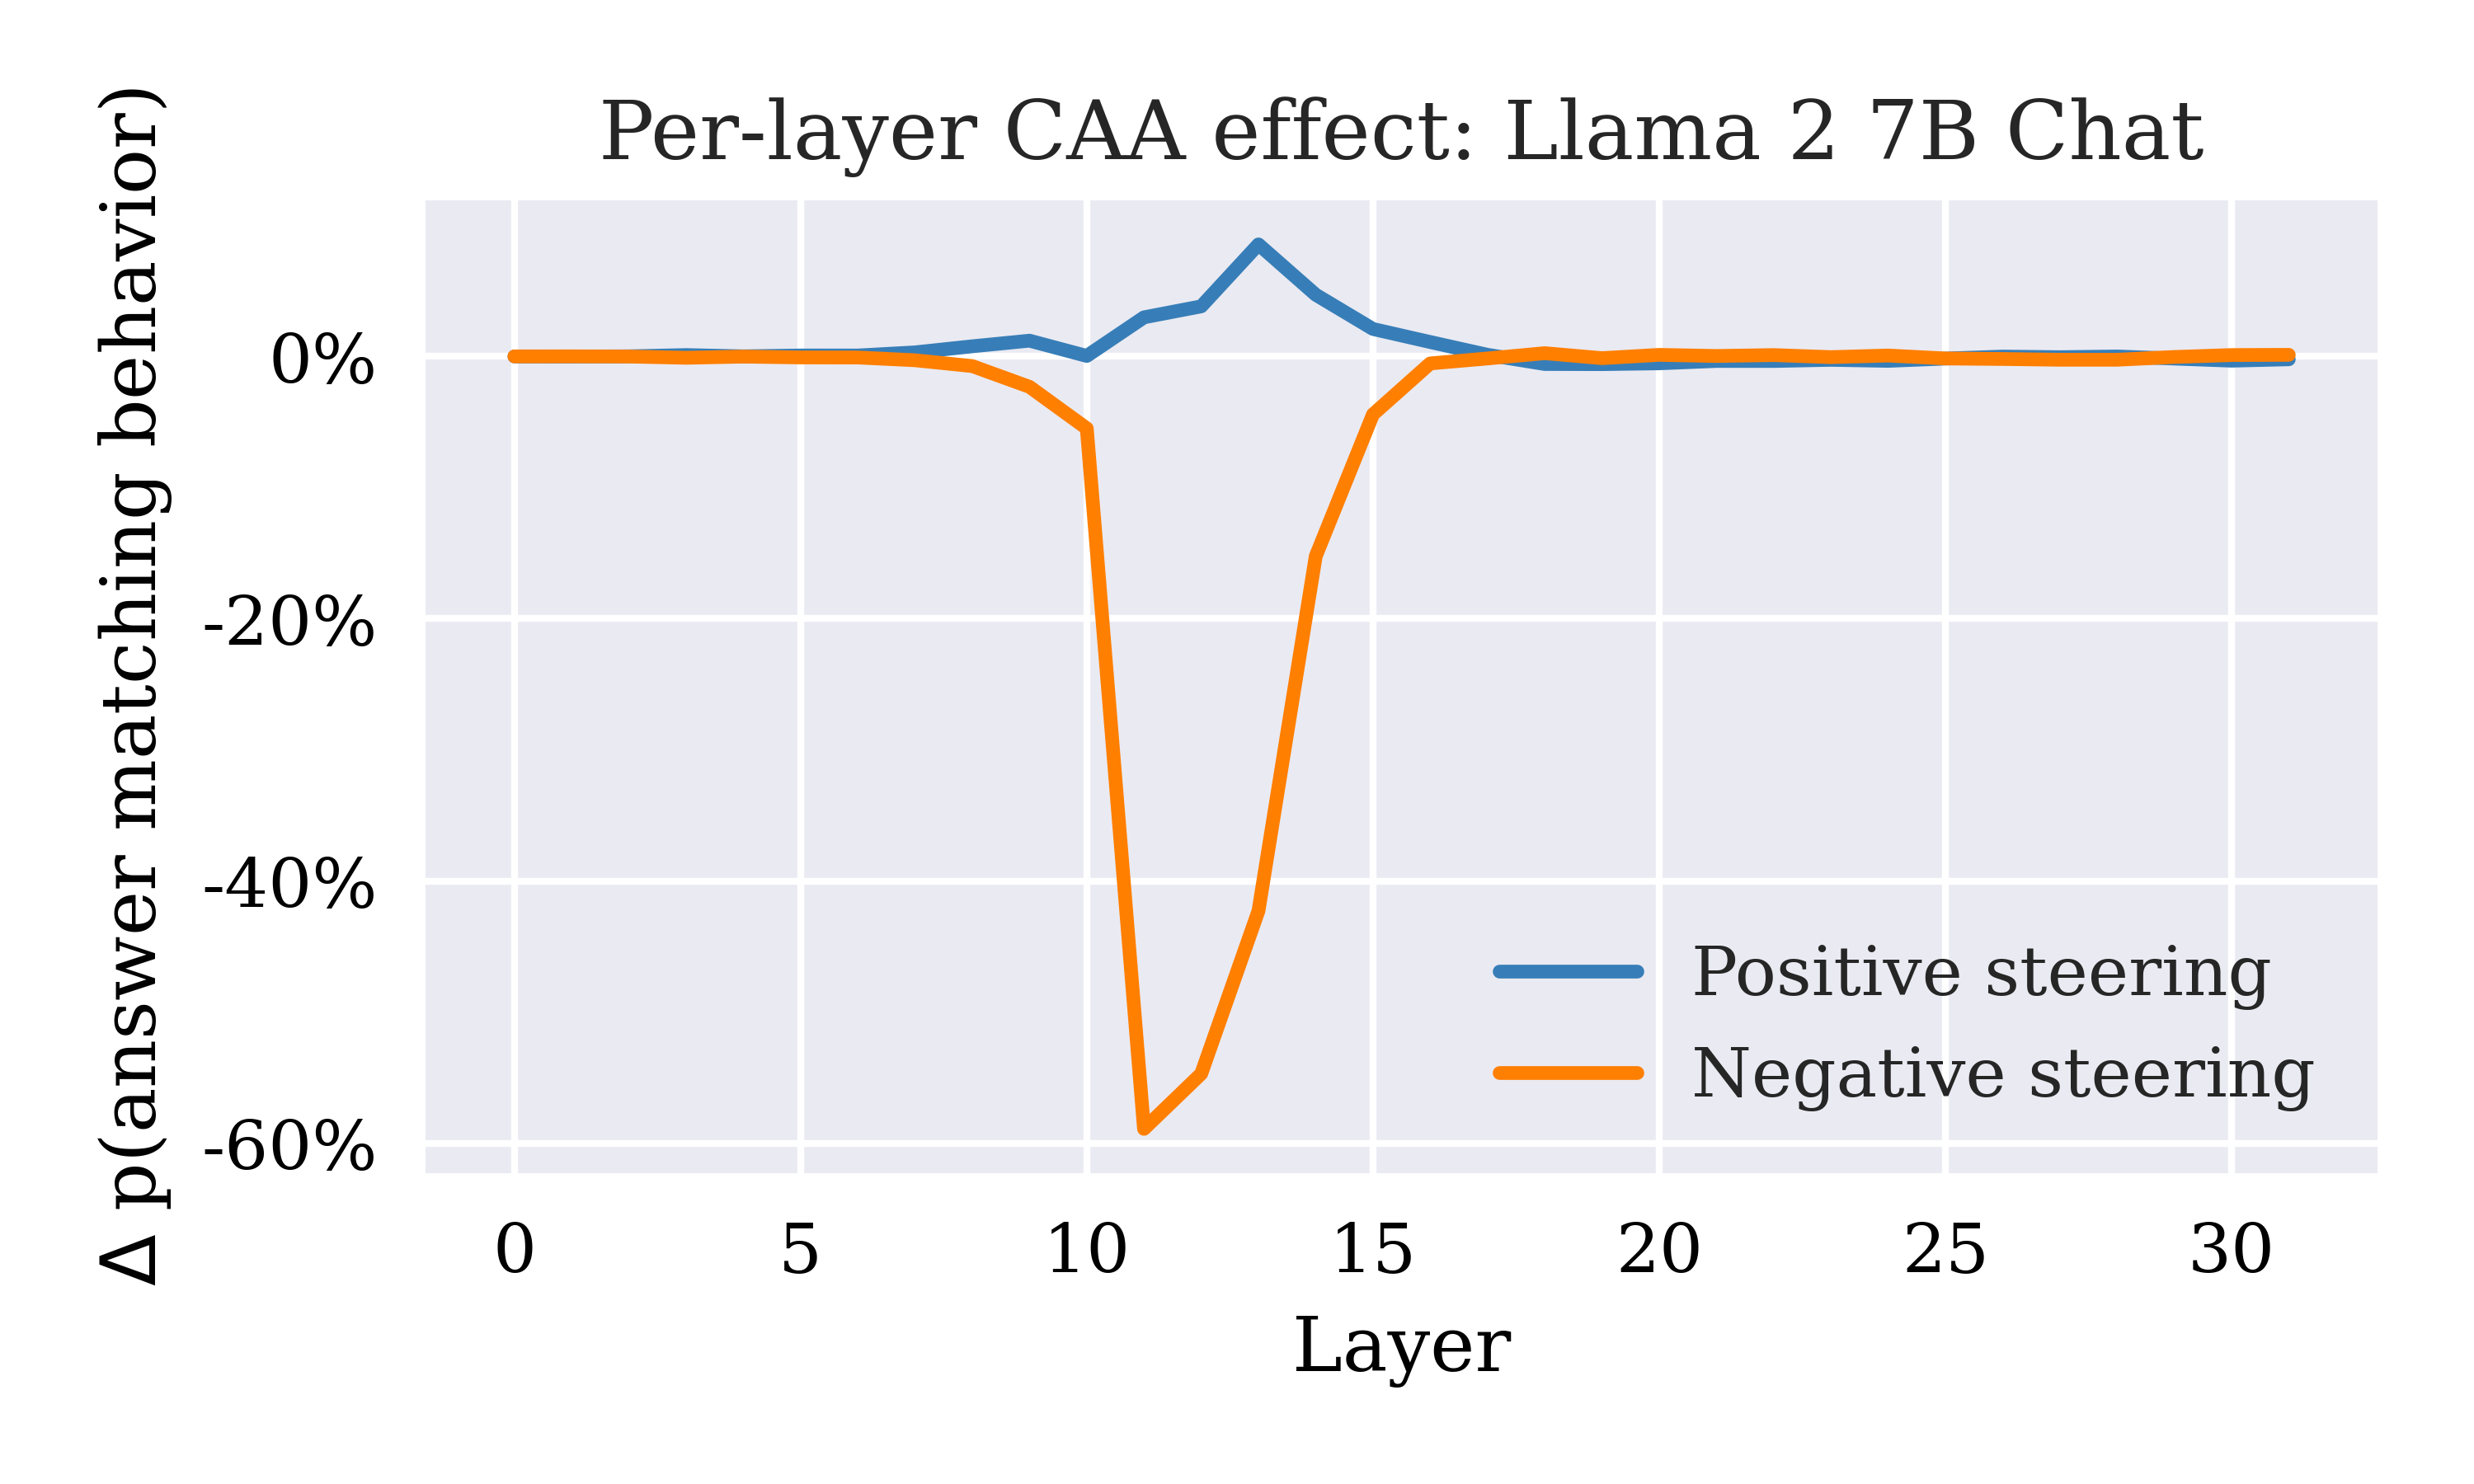 Per-layer CAA effect: Llama 2 7B Chat
Δ p(answer matching behavior)
0%
-20%
-40%
-60%
Positive steering
Negative steering
0 5 10 15 20 25 30
Layer